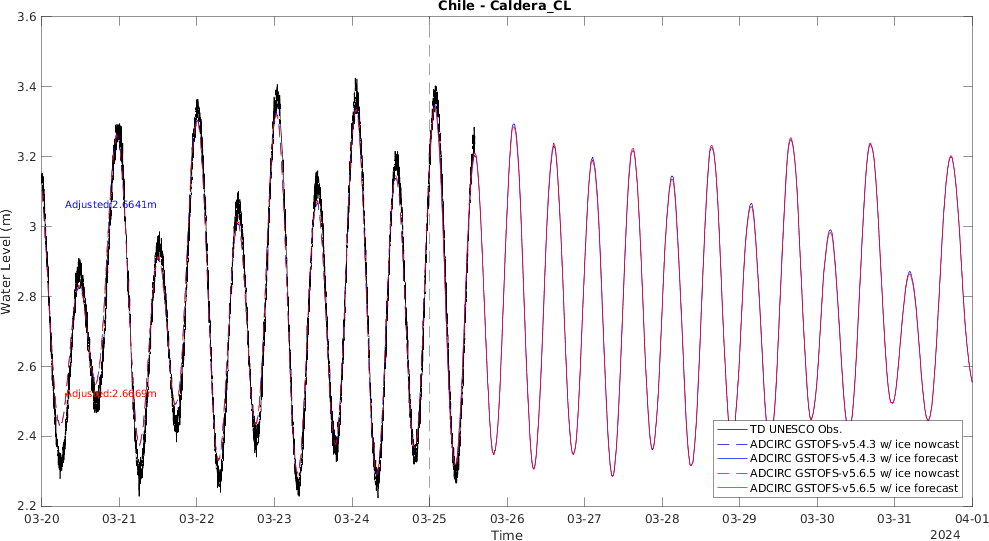 Chile - Caldera_CL
3.6
3.4
3.2
3
2.8
2.6
2.4
2.2
Water Level (m)
Adjusted:2.6641m
Adjusted:2.6669m
TD UNESCO Obs.
ADCIRC GSTOFS-v5.4.3 w/ ice nowcast
ADCIRC GSTOFS-v5.4.3 w/ ice forecast
ADCIRC GSTOFS-v5.6.5 w/ ice nowcast
ADCIRC GSTOFS-v5.6.5 w/ ice forecast
03-20 03-21 03-22 03-23 03-24 03-25 03-26 03-27 03-28 03-29 03-30 03-31 04-01
Time
2024